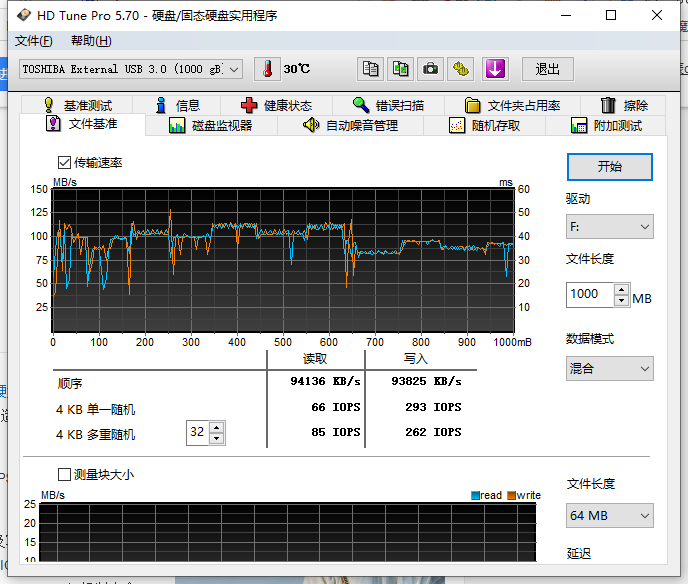 HD Tune Pro 5.70 - 硬盘/固态硬盘实用程序
文件(F) 帮助(H)
TOSHIBA External USB 3.0 (1000 gB) 30℃ 退出
基准测试 信息 健康状态 错误扫描 文件夹占用率 擦除
文件基准 磁盘监视器 自动噪音管理 随机存取 附加测试
传输速率
开始
MB/s ms
150 60
125 50
100 40
75 30
50 20
25 10
0 100 200 300 400 500 600 700 800 900 1000mB
驱动
F:
文件长度
1000 MB
数据模式
混合
读取 写入
顺序 94136 KB/s 93825 KB/s
4 KB 单一随机 66 IOPS 293 IOPS
4 KB 多重随机 32 85 IOPS 262 IOPS
测量块大小
MB/s read write
25
20
15
10
文件长度
64 MB
延迟